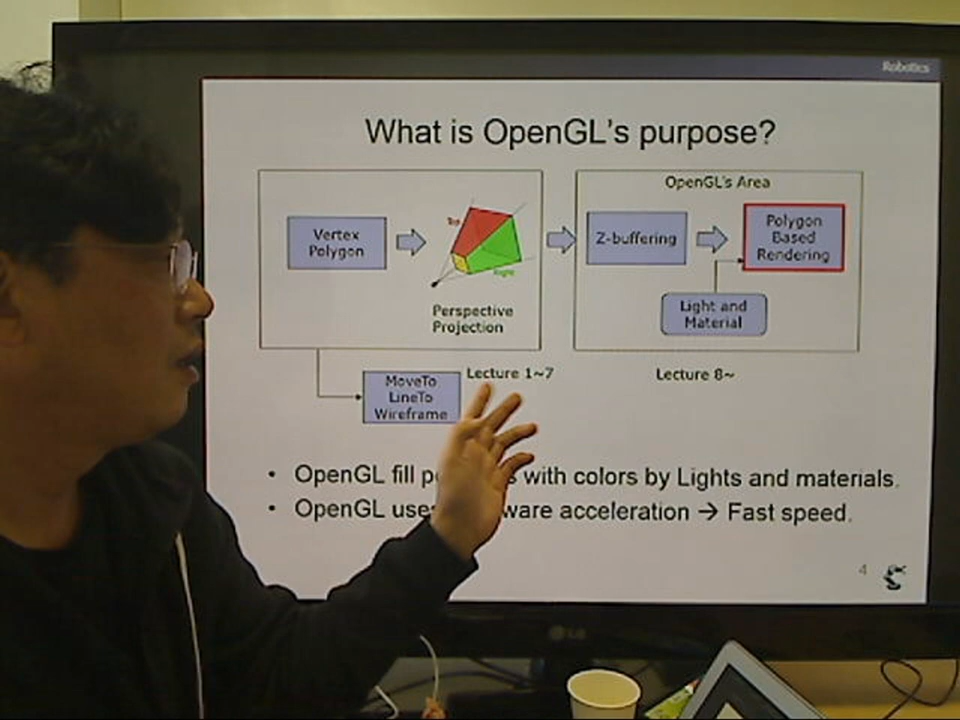 Robotics
What is OpenGL's purpose?
OpenGL's Area
Vertex
Polygon
Top
Right
Perspective
Projection
Z-buffering
Polygon
Based
Rendering
Light and
Material
MoveTo
LineTo
Wireframe
Lecture 1~7
Lecture 8~
• OpenGL fill with colors by Lights and materials.
• OpenGL uses ware acceleration → Fast speed.
4
LG